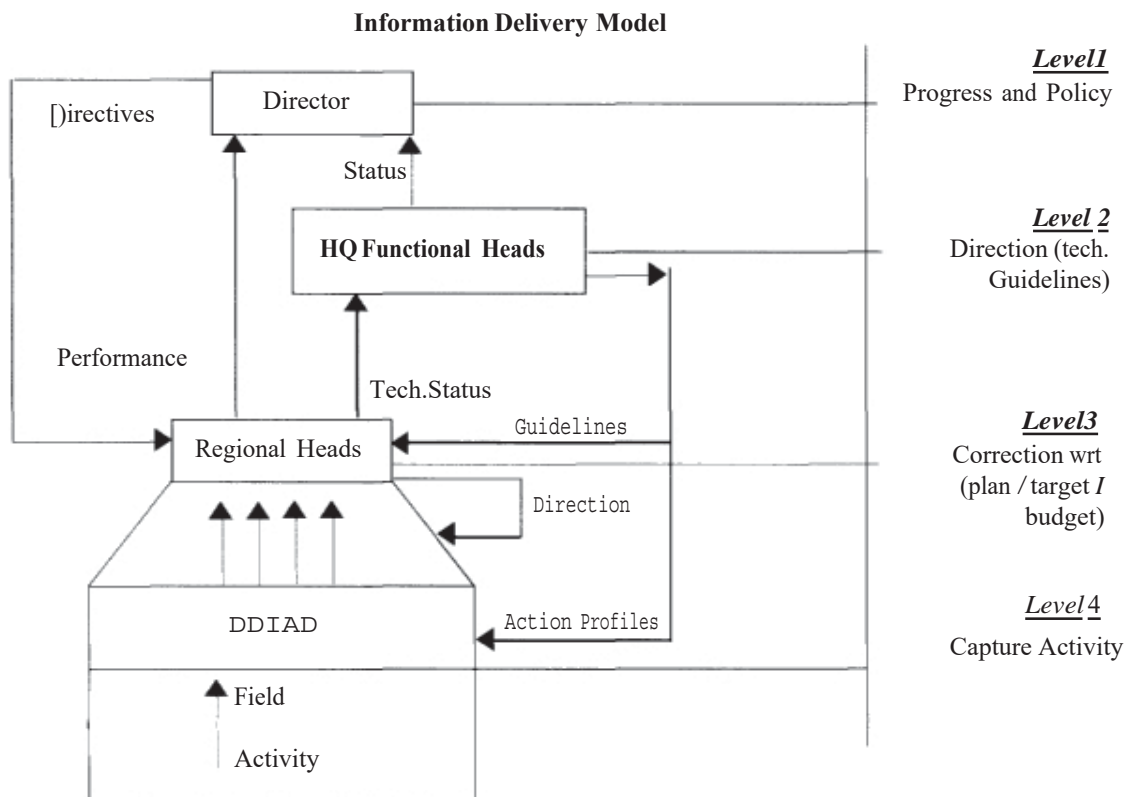 Information Delivery Model
Level1
Director
Progress and Policy
[)irectives
Status
Level 2
HQ Functional Heads
Direction (tech.
Guidelines)
Performance
Tech.Status
Guidelines
Level3
Regional Heads
Correction wrt
(plan / target I
budget)
Direction
Level 4
DDIAD
Action Profiles
Capture Activity
Field
Activity